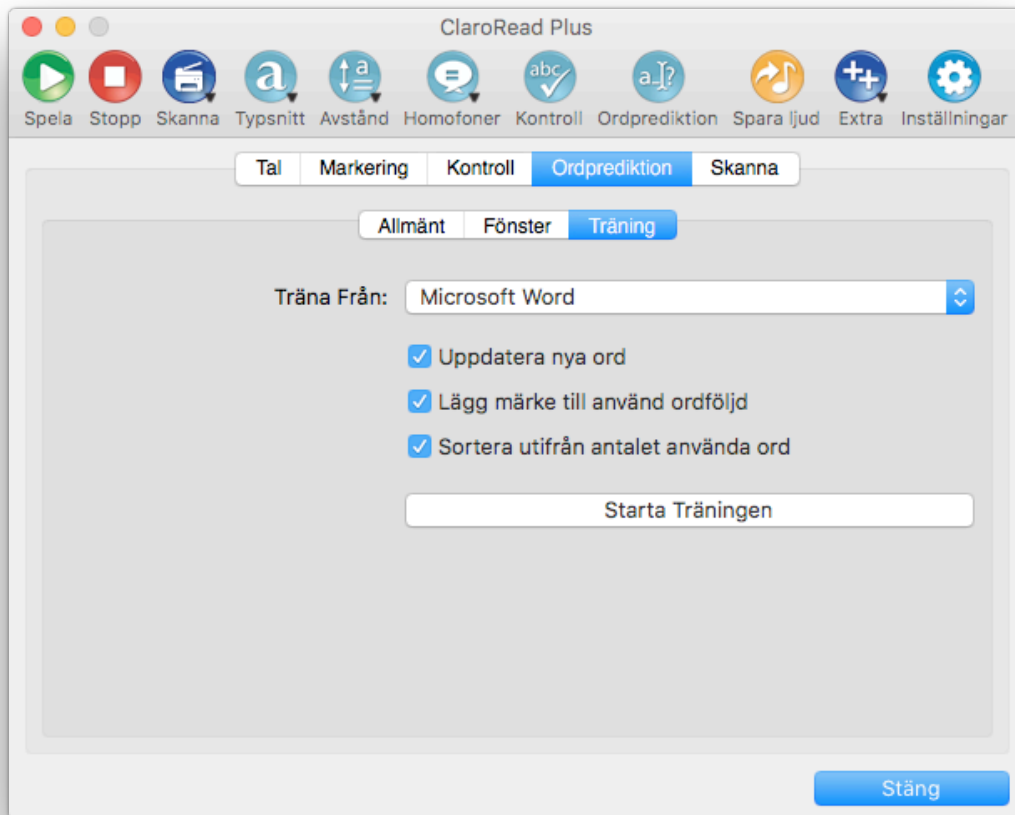 ClaroRead Plus
a a abc a..? 
Spela Stopp Skanna Typsnitt Avstånd Homofoner Kontroll Ordprediktion Spara ljud Extra Inställningar
Tal Markering Kontroll Ordprediktion Skanna
Allmänt Fönster Träning
Träna Från: Microsoft Word
Uppdatera nya ord
Lägg märke till använd ordföljd
Sortera utifrån antalet använda ord
Starta Träningen
Stäng